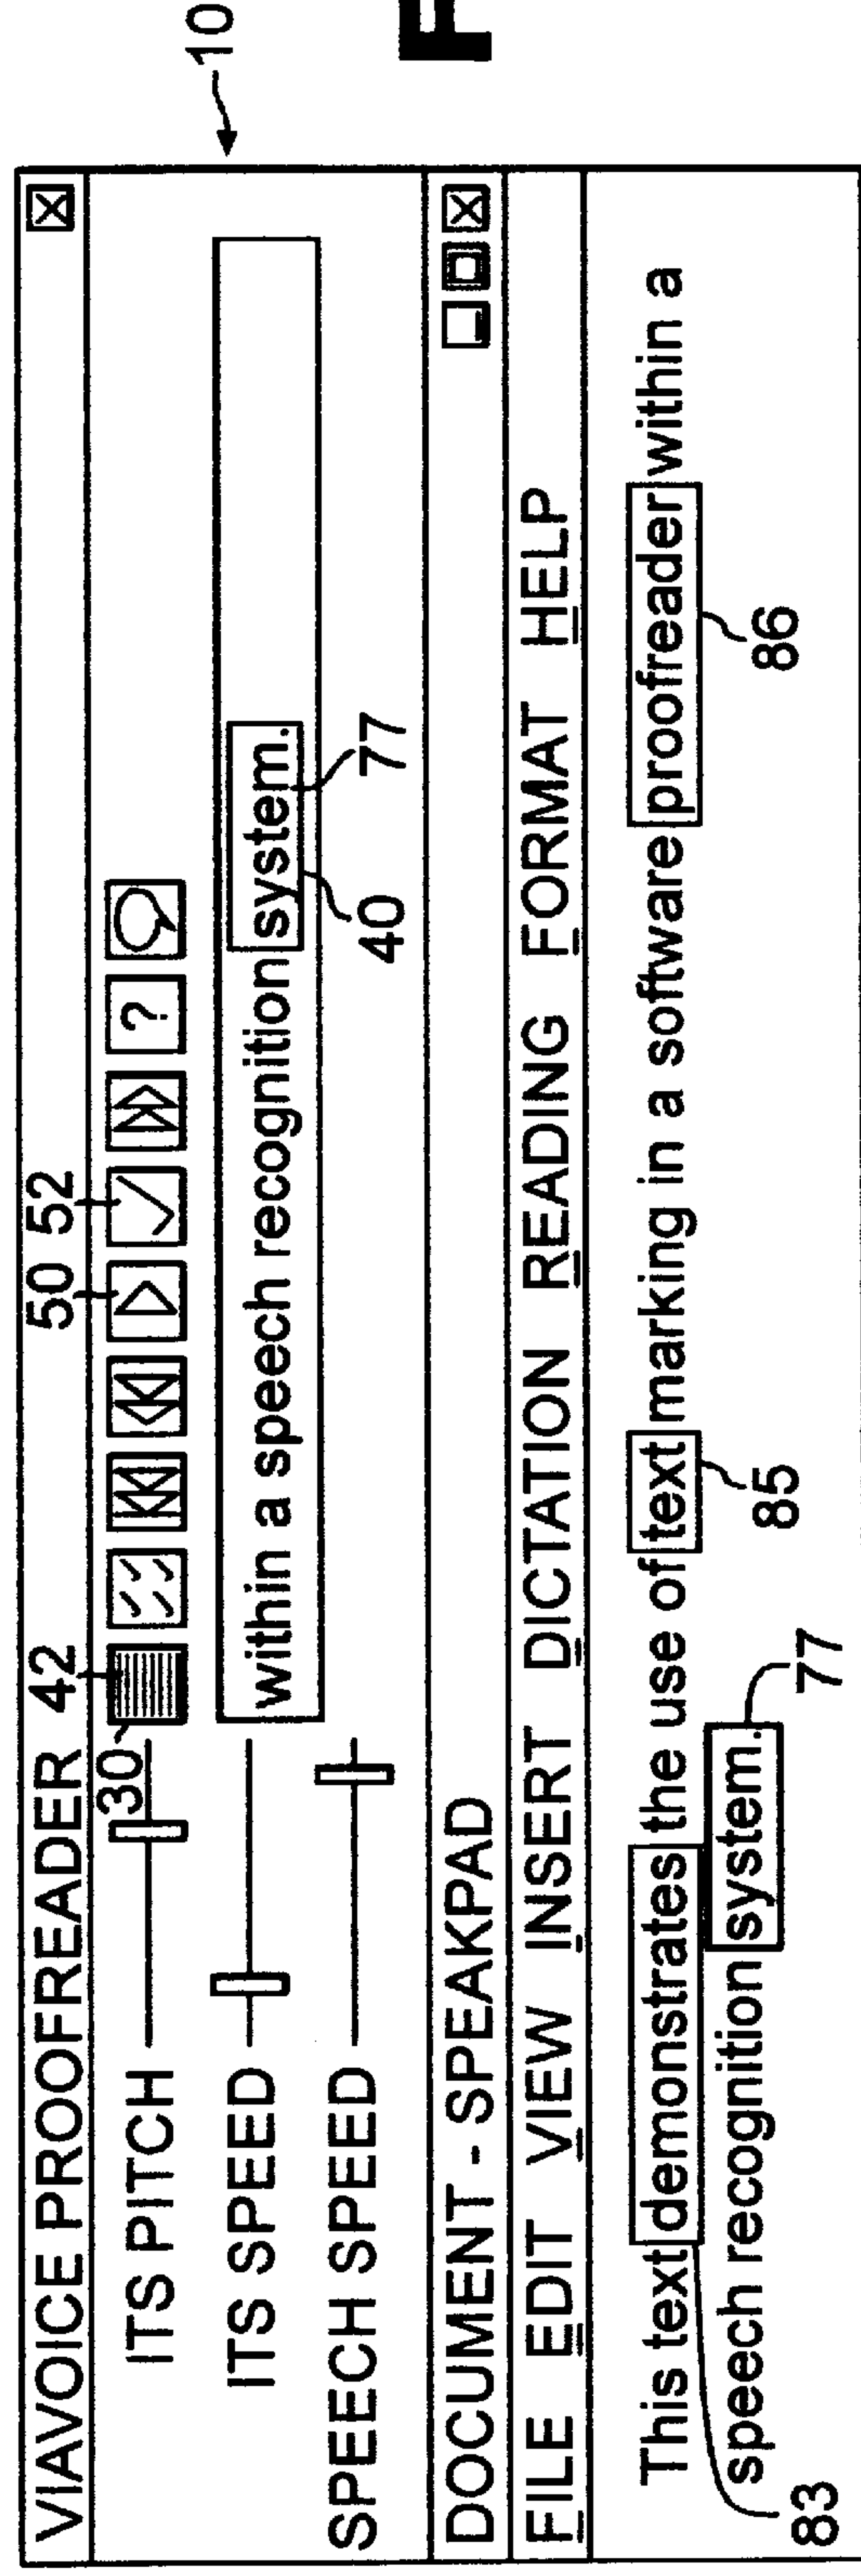 VIAVOICE PROOFREADER 42 50 52
30
ITS PITCH ?
ITS SPEED within a speech recognition system.
SPEECH SPEED 40 77
10
DOCUMENT - SPEAKPAD
FILE EDIT VIEW INSERT DICTATION READING FORMAT HELP
This text demonstrates the use of text marking in a software proofreader within a
speech recognition system.
83 77 85 86